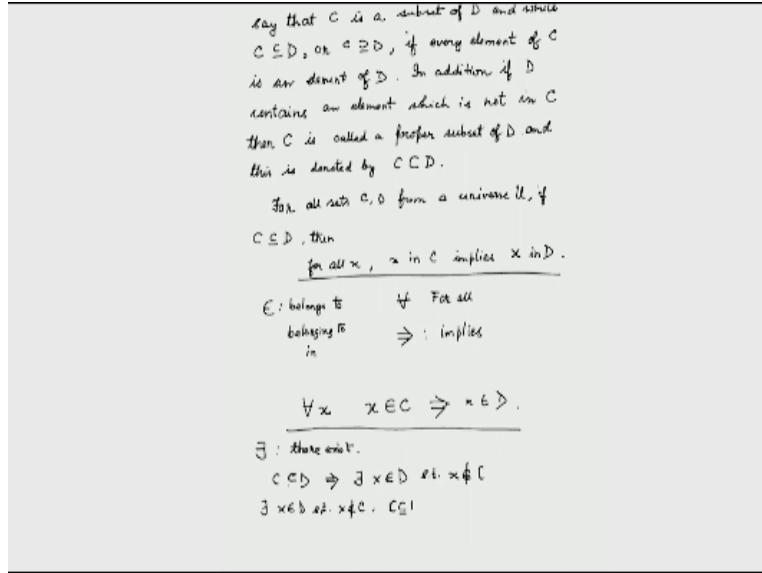 say that C is a subset of D and write
C ⊆ D, or C ⊇ D, if every element of C
is an element of D. In addition if D
contains an element which is not in C
then C is called a proper subset of D and
this is denoted by C ⊂ D.
For all sets C, D from a universe U, if
C ⊆ D, then
for all x, x in C implies x in D.
∈ : belongs to ∀ For all
belonging to ⇒ : implies
in
∀x x ∈ C ⇒ x ∈ D.
∃ : there exist.
C ⊂ D ⇒ ∃ x ∈ D st. x ∉ C
∃ x ∈ D st. x ∉ C. C ⊆ 1